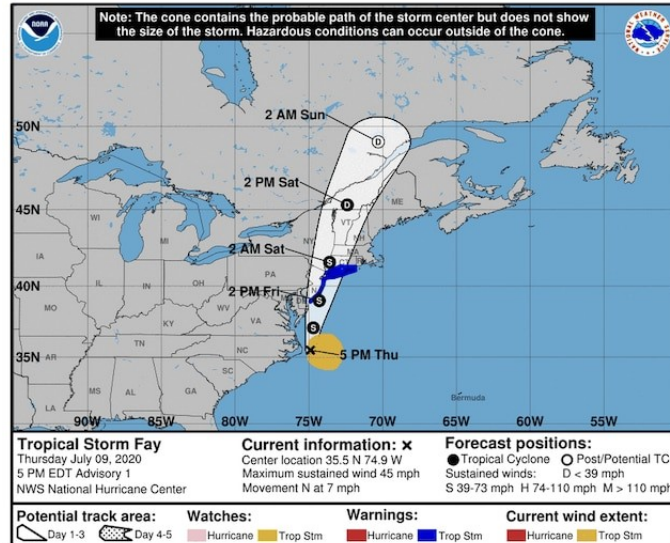 Note: The cone contains the probable path of the storm center but does not show
the size of the storm. Hazardous conditions can occur outside of the cone.
NOAA
50N
45N
40N
35N
2 AM Sun
D
2 PM Sat
D
2 AM Sat
S
2 PM Fri
S
S
5 PM Thu
WI
MI
IA
IL
IN
OH
PA
NY
VT
NH
ME
MA
CT
MO
KY
WV
VA
TN
NC
AR
SC
MS
AL
GA
LA
Bermuda
90W
85W
80W
75W
70W
65W
60W
55W
Tropical Storm Fay
Thursday July 09, 2020
5 PM EDT Advisory 1
NWS National Hurricane Center
Current information: ×
Center location 35.5 N 74.9 W
Maximum sustained wind 45 mph
Movement N at 7 mph
Forecast positions:
● Tropical Cyclone ○ Post/Potential TC
Sustained winds: D < 39 mph
S 39-73 mph H 74-110 mph M > 110 mph
Potential track area:
Day 1-3 Day 4-5
Watches:
Hurricane Trop Stm
Warnings:
Hurricane Trop Stm
Current wind extent:
Hurricane Trop Stm